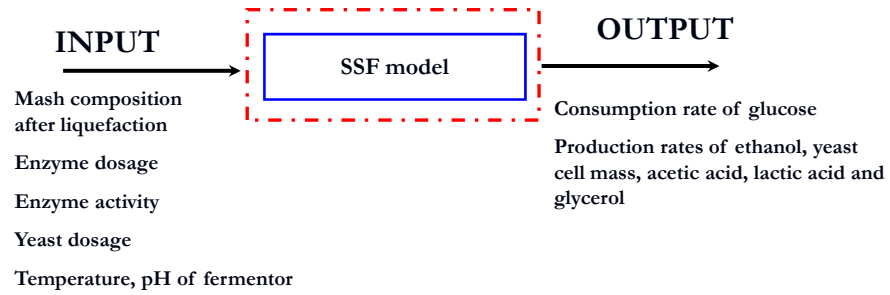 INPUT
Mash composition
after liquefaction
Enzyme dosage
Enzyme activity
Yeast dosage
Temperature, pH of fermentor
SSF model
OUTPUT
Consumption rate of glucose
Production rates of ethanol, yeast
cell mass, acetic acid, lactic acid and
glycerol